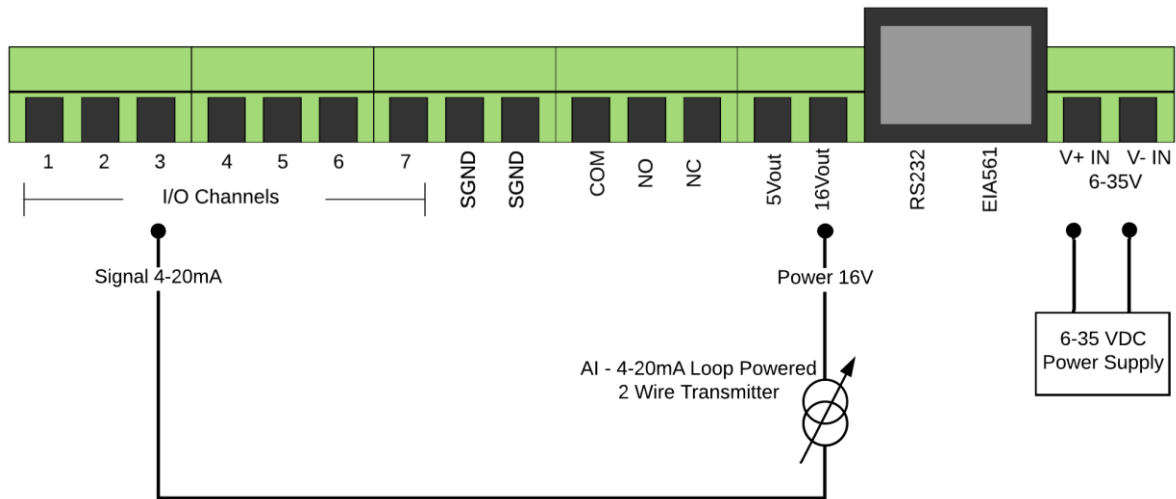 1 2 3 4 5 6 7 SGND SGND COM NO NC 5Vout 16Vout RS232 EIA561 V+ IN V- IN
6-35V
I/O Channels
Signal 4-20mA
Power 16V
AI - 4-20mA Loop Powered
2 Wire Transmitter
6-35 VDC
Power Supply